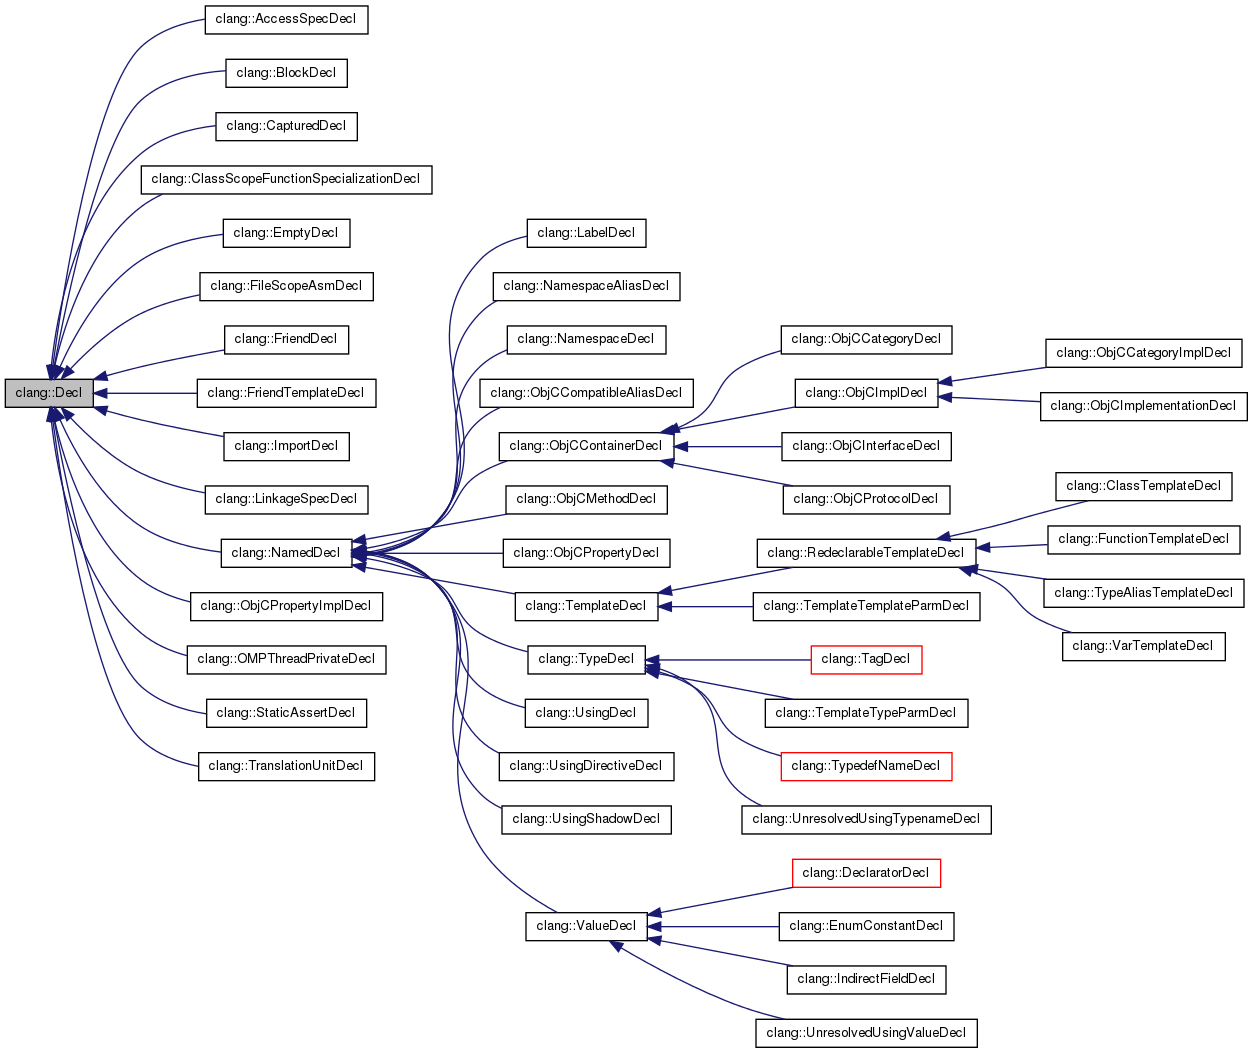 clang::AccessSpecDecl
clang::BlockDecl
clang::CapturedDecl
clang::ClassScopeFunctionSpecializationDecl
clang::EmptyDecl
clang::FileScopeAsmDecl
clang::FriendDecl
clang::Decl
clang::FriendTemplateDecl
clang::ImportDecl
clang::LinkageSpecDecl
clang::NamedDecl
clang::ObjCPropertyImplDecl
clang::OMPThreadPrivateDecl
clang::StaticAssertDecl
clang::TranslationUnitDecl
clang::LabelDecl
clang::NamespaceAliasDecl
clang::NamespaceDecl
clang::ObjCCompatibleAliasDecl
clang::ObjCContainerDecl
clang::ObjCMethodDecl
clang::ObjCPropertyDecl
clang::TemplateDecl
clang::TypeDecl
clang::UsingDecl
clang::UsingDirectiveDecl
clang::UsingShadowDecl
clang::ValueDecl
clang::ObjCCategoryDecl
clang::ObjCImplDecl
clang::ObjCInterfaceDecl
clang::ObjCProtocolDecl
clang::RedeclarableTemplateDecl
clang::TemplateTemplateParmDecl
clang::TagDecl
clang::TemplateTypeParmDecl
clang::TypedefNameDecl
clang::UnresolvedUsingTypenameDecl
clang::DeclaratorDecl
clang::EnumConstantDecl
clang::IndirectFieldDecl
clang::UnresolvedUsingValueDecl
clang::ObjCCategoryImplDecl
clang::ObjCImplementationDecl
clang::ClassTemplateDecl
clang::FunctionTemplateDecl
clang::TypeAliasTemplateDecl
clang::VarTemplateDecl